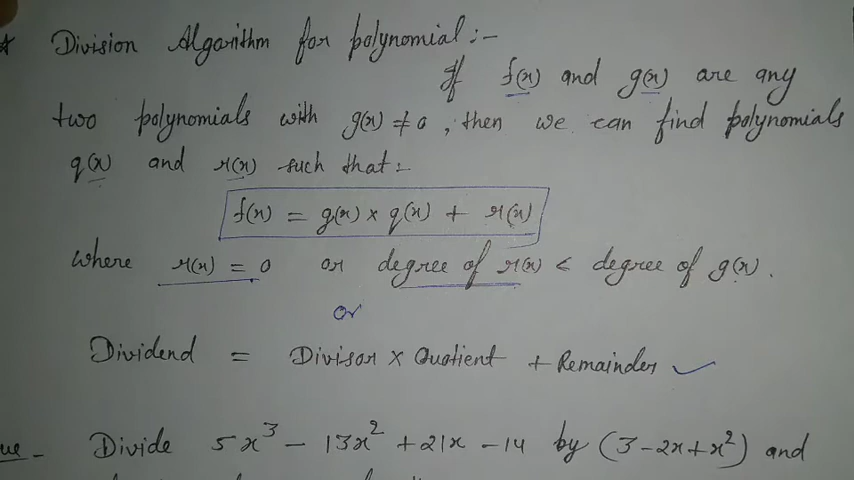 * Division Algorithm for polynomial :-
If f(x) and g(x) are any
two polynomials with g(x) ≠ 0, then we can find polynomials
q(x) and r(x) such that :-
f(x) = g(x) × q(x) + r(x)
where r(x) = 0 or degree of r(x) < degree of g(x).
or
Dividend = Divisor × Quotient + Remainder ✓
ue - Divide 5x³ - 13x² + 21x - 14 by (3 - 2x + x²) and